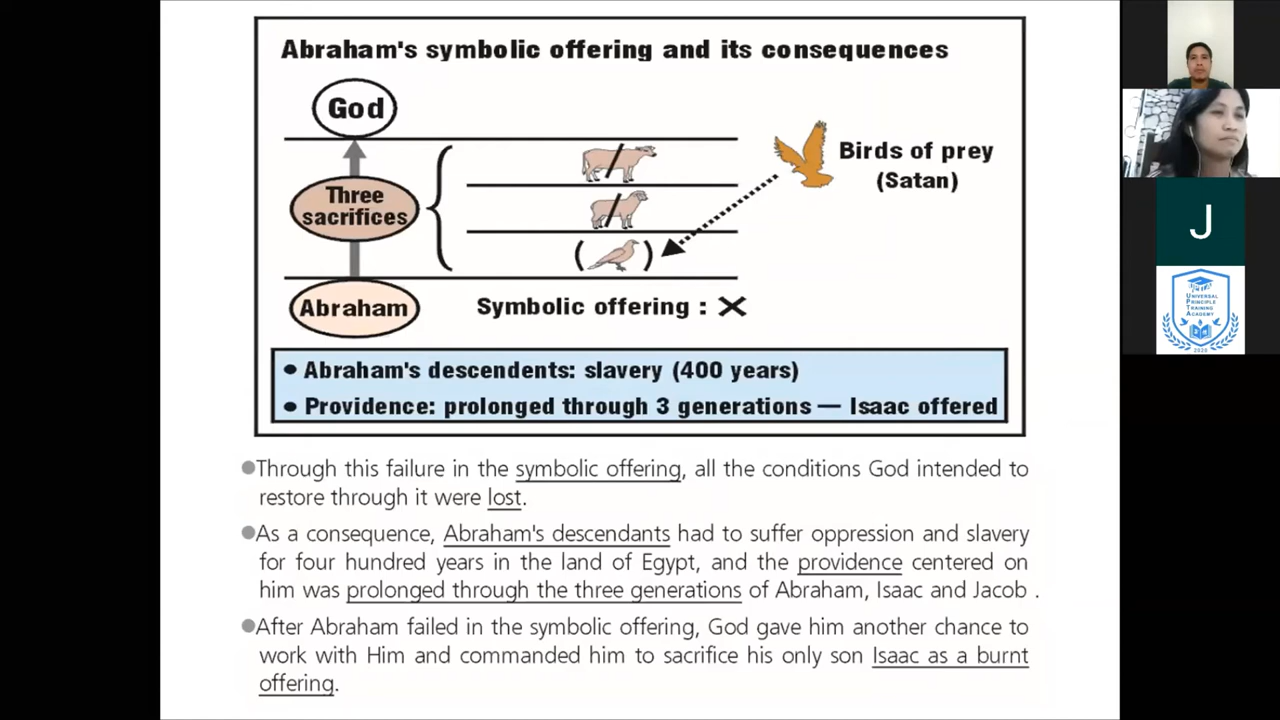 Abraham's symbolic offering and its consequences
God
Three
sacrifices
Abraham
Birds of prey
(Satan)
Symbolic offering :
● Abraham's descendents: slavery (400 years)
● Providence: prolonged through 3 generations — Isaac offered
●Through this failure in the symbolic offering, all the conditions God intended to
restore through it were lost.
●As a consequence, Abraham's descendants had to suffer oppression and slavery
for four hundred years in the land of Egypt, and the providence centered on
him was prolonged through the three generations of Abraham, Isaac and Jacob .
●After Abraham failed in the symbolic offering, God gave him another chance to
work with Him and commanded him to sacrifice his only son Isaac as a burnt
offering.
J
UNIVERSAL
PRINCIPLE
TRAINING
ACADEMY
2020